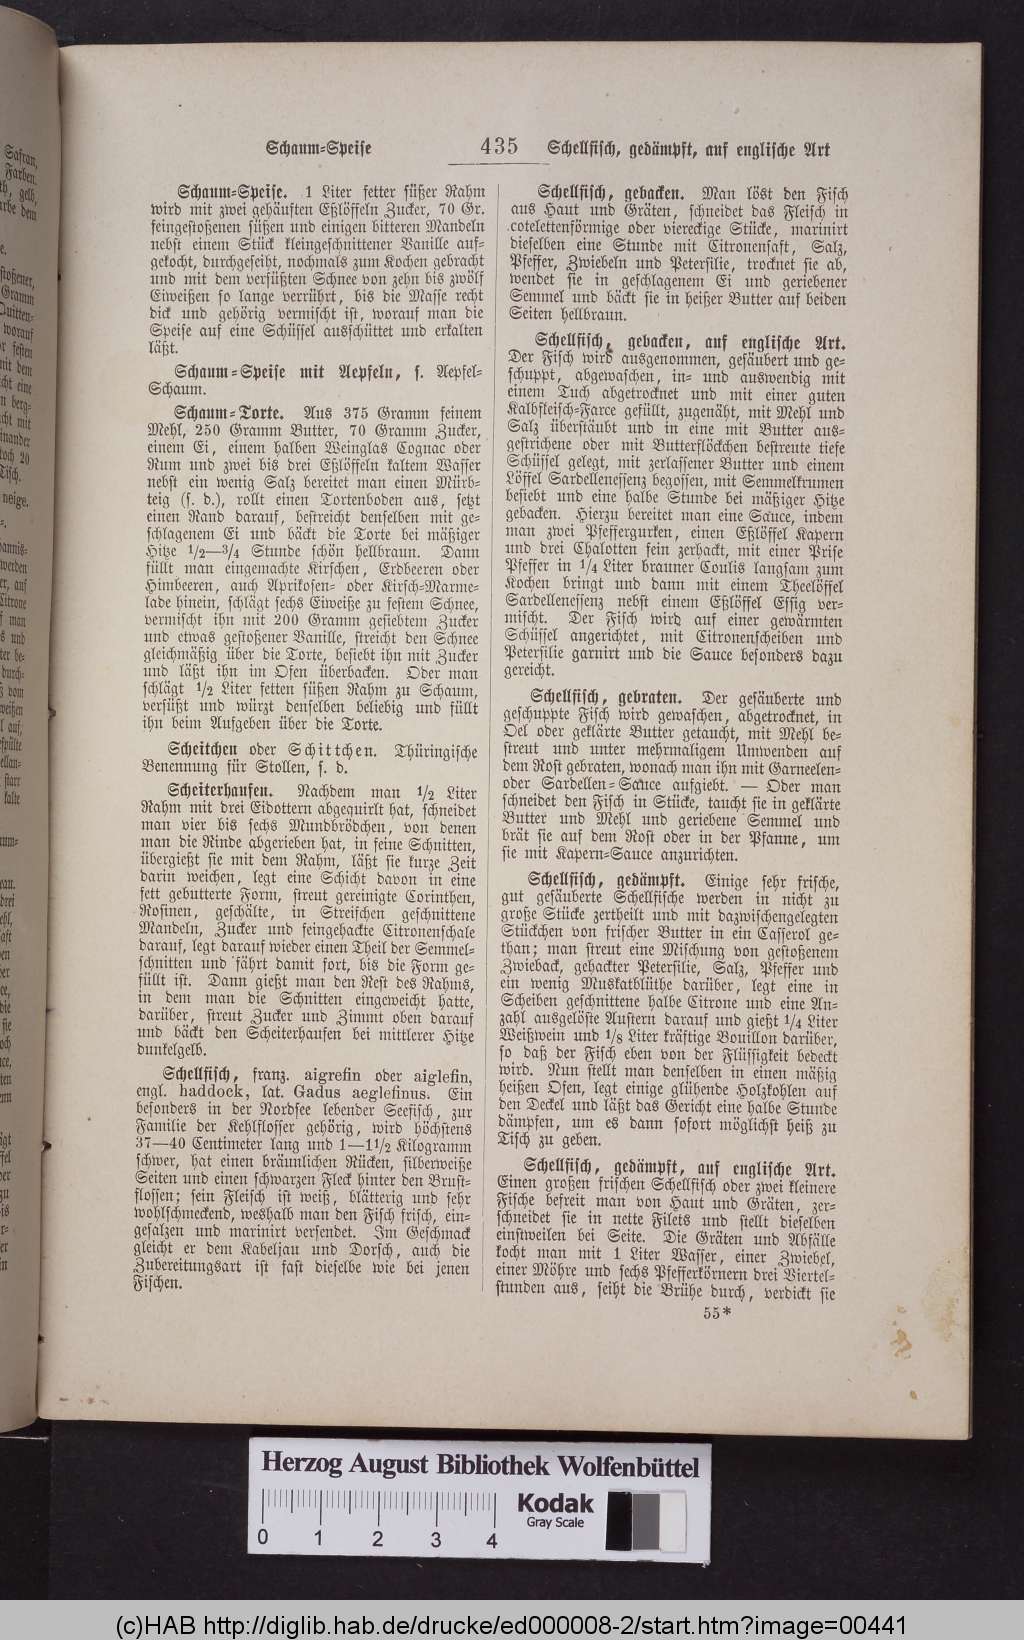 Schaum-Speise 435 Schellfisch, gedämpft, auf englische Art
Schaum-Speise. 1 Liter fetter süßer Rahm
wird mit zwei gehäuften Eßlöffeln Zucker, 70 Gr.
feingestoßenen süßen und einigen bitteren Mandeln
nebst einem Stück kleingeschnittener Vanille auf-
gekocht, durchgeseiht, nochmals zum Kochen gebracht
und mit dem versüßten Schnee von zehn bis zwölf
Eiweißen so lange verrührt, bis die Masse recht
dick und gehörig vermischt ist, worauf man die
Speise auf eine Schüssel ausschüttet und erkalten
läßt.
Schaum-Speise mit Aepfeln, s. Aepfel-
Schaum.
Schaum-Torte. Aus 375 Gramm feinem
Mehl, 250 Gramm Butter, 70 Gramm Zucker,
einem Ei, einem halben Weinglas Cognac oder
Rum und zwei bis drei Eßlöffeln kaltem Wasser
nebst ein wenig Salz bereitet man einen Mürb-
teig (s. d.), rollt einen Tortenboden aus, setzt
einen Rand darauf, bestreicht denselben mit ge-
schlagenem Ei und bäckt die Torte bei mäßiger
Hitze 1/2—3/4 Stunde schön hellbraun. Dann
füllt man eingemachte Kirschen, Erdbeeren oder
Himbeeren, auch Aprikosen- oder Kirsch-Marme-
lade hinein, schlägt sechs Eiweiße zu festem Schnee,
vermischt ihn mit 200 Gramm gesiebtem Zucker
und etwas gestoßener Vanille, streicht den Schnee
gleichmäßig über die Torte, besiebt ihn mit Zucker
und läßt ihn im Ofen überbacken. Oder man
schlägt 1/2 Liter fetten süßen Rahm zu Schaum,
versüßt und würzt denselben beliebig und füllt
ihn beim Aufgeben über die Torte.
Scheitchen oder Schittchen. Thüringische
Benennung für Stollen, s. d.
Scheiterhaufen. Nachdem man 1/2 Liter
Rahm mit drei Eidottern abgequirlt hat, schneidet
man vier bis sechs Mundbrödchen, von denen
man die Rinde abgerieben hat, in feine Schnitten,
übergießt sie mit dem Rahm, läßt sie kurze Zeit
darin weichen, legt eine Schicht davon in eine
fett gebutterte Form, streut gereinigte Corinthen,
Rosinen, geschälte, in Streifchen geschnittene
Mandeln, Zucker und feingehackte Citronenschale
darauf, legt darauf wieder einen Theil der Semmel-
schnitten und fährt damit fort, bis die Form ge-
füllt ist. Dann gießt man den Rest des Rahms,
in dem man die Schnitten eingeweicht hatte,
darüber, streut Zucker und Zimmt oben darauf
und bäckt den Scheiterhaufen bei mittlerer Hitze
dunkelgelb.
Schellfisch, franz. aigrefin oder aiglefin,
engl. haddock, lat. Gadus aeglefinus. Ein
besonders in der Nordsee lebender Seefisch, zur
Familie der Kehlflosser gehörig, wird höchstens
37—40 Centimeter lang und 1—1 1/2 Kilogramm
schwer, hat einen bräunlichen Rücken, silberweiße
Seiten und einen schwarzen Fleck hinter den Brust-
flossen; sein Fleisch ist weiß, blätterig und sehr
wohlschmeckend, weshalb man den Fisch frisch, ein-
gesalzen und marinirt versendet. Im Geschmack
gleicht er dem Kabeljau und Dorsch, auch die
Zubereitungsart ist fast dieselbe wie bei jenen
Fischen.
Schellfisch, gebacken. Man löst den Fisch
aus Haut und Gräten, schneidet das Fleisch in
cotelettenförmige oder viereckige Stücke, marinirt
dieselben eine Stunde mit Citronensaft, Salz,
Pfeffer, Zwiebeln und Petersilie, trocknet sie ab,
wendet sie in geschlagenem Ei und geriebener
Semmel und bäckt sie in heißer Butter auf beiden
Seiten hellbraun.
Schellfisch, gebacken, auf englische Art.
Der Fisch wird ausgenommen, gesäubert und ge-
schuppt, abgewaschen, in- und auswendig mit
einem Tuch abgetrocknet und mit einer guten
Kalbfleisch-Farce gefüllt, zugenäht, mit Mehl und
Salz überstäubt und in eine mit Butter aus-
gestrichene oder mit Butterflöckchen bestreute tiefe
Schüssel gelegt, mit zerlassener Butter und einem
Löffel Sardellenessenz begossen, mit Semmelkrumen
besiebt und eine halbe Stunde bei mäßiger Hitze
gebacken. Hierzu bereitet man eine Sauce, indem
man zwei Pfeffergurken, einen Eßlöffel Kapern
und drei Chalotten fein zerhackt, mit einer Prise
Pfeffer in 1/4 Liter brauner Coulis langsam zum
Kochen bringt und dann mit einem Theelöffel
Sardellenessenz nebst einem Eßlöffel Essig ver-
mischt. Der Fisch wird auf einer gewärmten
Schüssel angerichtet, mit Citronenscheiben und
Petersilie garnirt und die Sauce besonders dazu
gereicht.
Schellfisch, gebraten. Der gesäuberte und
geschuppte Fisch wird gewaschen, abgetrocknet, in
Oel oder geklärte Butter getaucht, mit Mehl be-
streut und unter mehrmaligem Umwenden auf
dem Rost gebraten, wonach man ihn mit Garneelen-
oder Sardellen-Sauce aufgiebt. — Oder man
schneidet den Fisch in Stücke, taucht sie in geklärte
Butter und Mehl und geriebene Semmel und
brät sie auf dem Rost oder in der Pfanne, um
sie mit Kapern-Sauce anzurichten.
Schellfisch, gedämpft. Einige sehr frische,
gut gesäuberte Schellfische werden in nicht zu
große Stücke zertheilt und mit dazwischengelegten
Stückchen von frischer Butter in ein Casserol ge-
than; man streut eine Mischung von gestoßenem
Zwieback, gehackter Petersilie, Salz, Pfeffer und
ein wenig Muskatblüthe darüber, legt eine in
Scheiben geschnittene halbe Citrone und eine An-
zahl ausgelöste Austern darauf und gießt 1/4 Liter
Weißwein und 1/8 Liter kräftige Bouillon darüber,
so daß der Fisch eben von der Flüssigkeit bedeckt
wird. Nun stellt man denselben in einen mäßig
heißen Ofen, legt einige glühende Holzkohlen auf
den Deckel und läßt das Gericht eine halbe Stunde
dämpfen, um es dann sofort möglichst heiß zu
Tisch zu geben.
Schellfisch, gedämpft, auf englische Art.
Einen großen frischen Schellfisch oder zwei kleinere
Fische befreit man von Haut und Gräten, zer-
schneidet sie in nette Filets und stellt dieselben
einstweilen bei Seite. Die Gräten und Abfälle
kocht man mit 1 Liter Wasser, einer Zwiebel,
einer Möhre und sechs Pfefferkörnern drei Viertel-
stunden aus, seiht die Brühe durch, verdickt sie
55*
Herzog August Bibliothek Wolfenbüttel
0 1 2 3 4
Kodak
Gray Scale
(c)HAB http://diglib.hab.de/drucke/ed000008-2/start.htm?image=00441